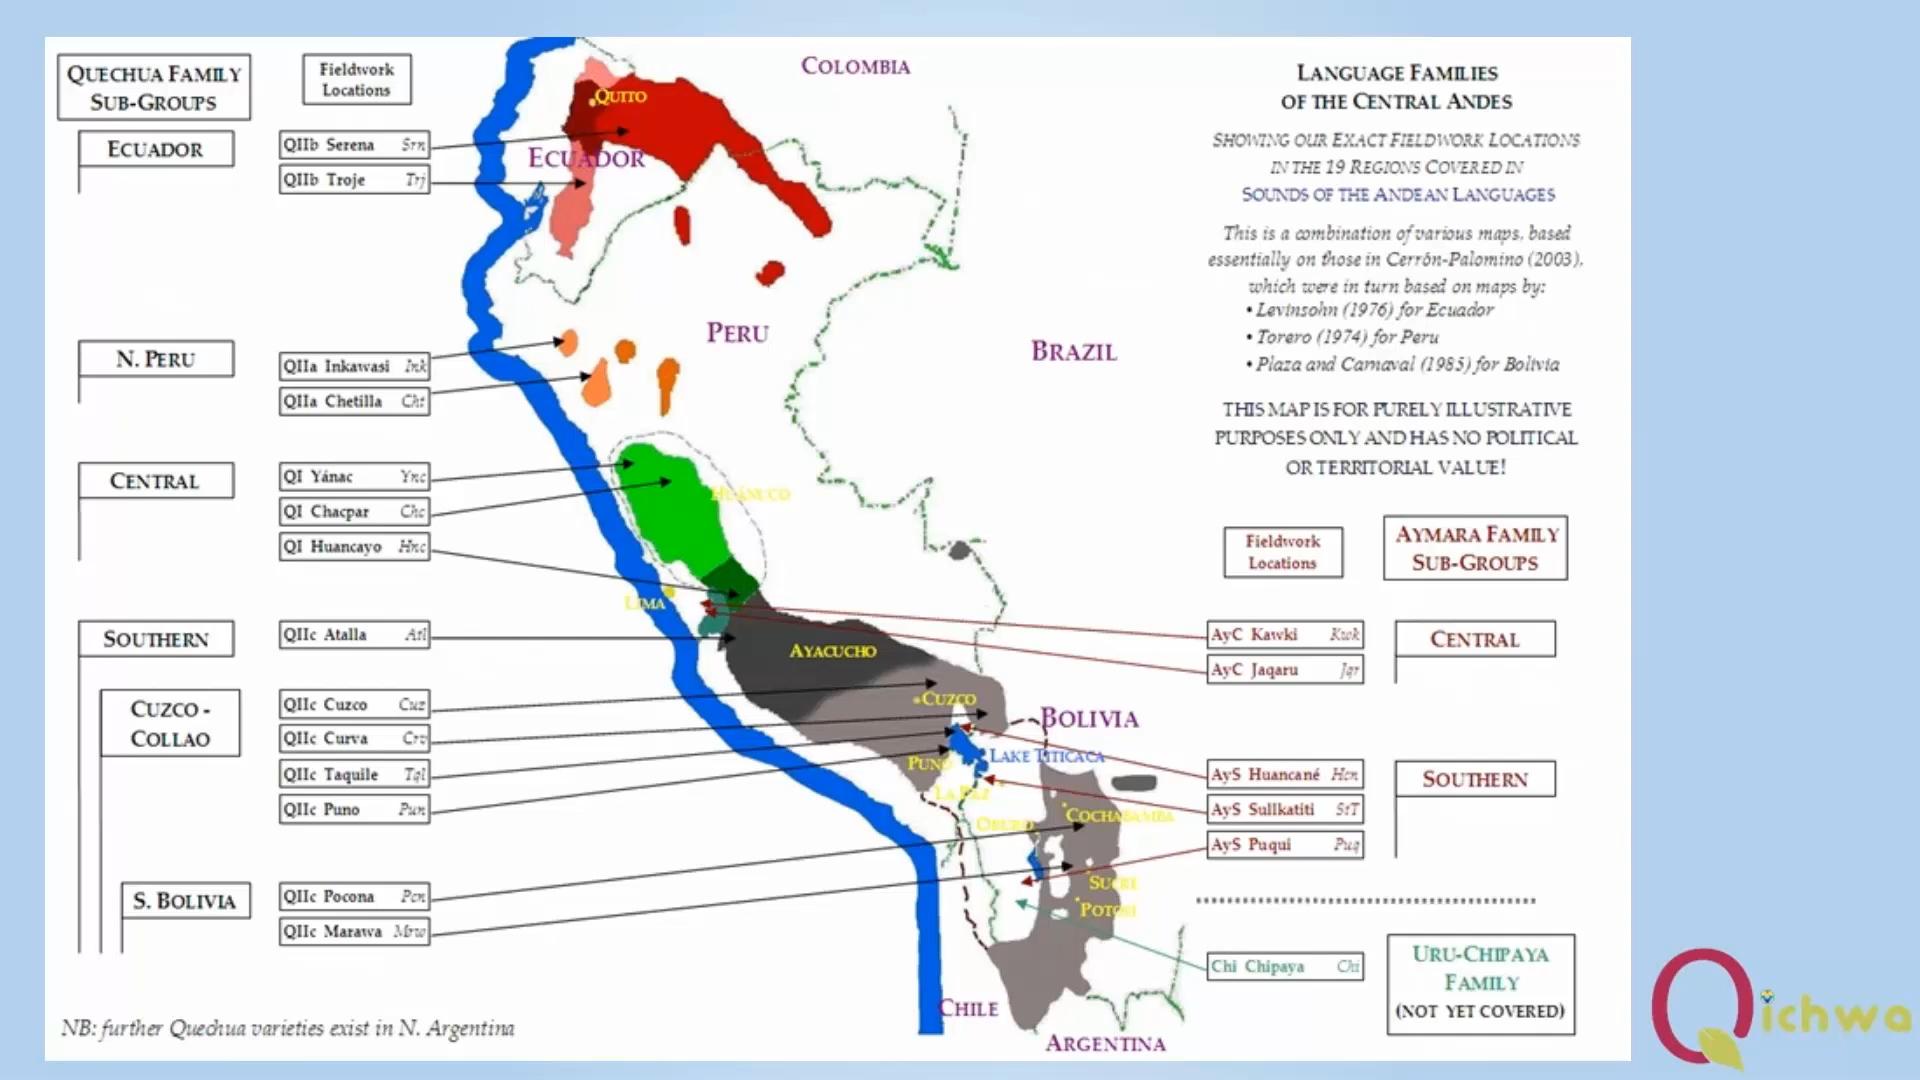 QUECHUA FAMILY
SUB-GROUPS
Fieldwork
Locations
ECUADOR
QIIb Serena Srn
QIIb Troje Trj
N. PERU
QIIa Inkawasi Ink
QIIa Chetilla Cht
CENTRAL
QI Yánac Ync
QI Chacpar Chc
QI Huancayo Hnc
SOUTHERN
QIIc Atalla Atl
CUZCO -
COLLAO
QIIc Cuzco Cuz
QIIc Curva Crv
QIIc Taquile Tql
QIIc Puno Pun
S. BOLIVIA
QIIc Pocona Pcn
QIIc Marawa Mrw
NB: further Quechua varieties exist in N. Argentina
COLOMBIA
QUITO
ECUADOR
PERU
BRAZIL
HUÁNUCO
LIMA
AYACUCHO
CUZCO
BOLIVIA
LAKE TITICACA
PUNO
LA PAZ
COCHABAMBA
ORURO
SUCRE
POTOSÍ
CHILE
ARGENTINA
LANGUAGE FAMILIES
OF THE CENTRAL ANDES
SHOWING OUR EXACT FIELDWORK LOCATIONS
IN THE 19 REGIONS COVERED IN
SOUNDS OF THE ANDEAN LANGUAGES
This is a combination of various maps, based
essentially on those in Cerrón-Palomino (2003),
which were in turn based on maps by:
• Levinsohn (1976) for Ecuador
• Torero (1974) for Peru
• Plaza and Carnaval (1985) for Bolivia
THIS MAP IS FOR PURELY ILLUSTRATIVE
PURPOSES ONLY AND HAS NO POLITICAL
OR TERRITORIAL VALUE!
Fieldwork
Locations
AYMARA FAMILY
SUB-GROUPS
AyC Kawki Kwk
AyC Jaqaru Jqr
CENTRAL
AyS Huancané Hcn
AyS Sullkatiti StT
AyS Puqui Puq
SOUTHERN
Chi Chipaya Chi
URU-CHIPAYA
FAMILY
(NOT YET COVERED)
Qichwa